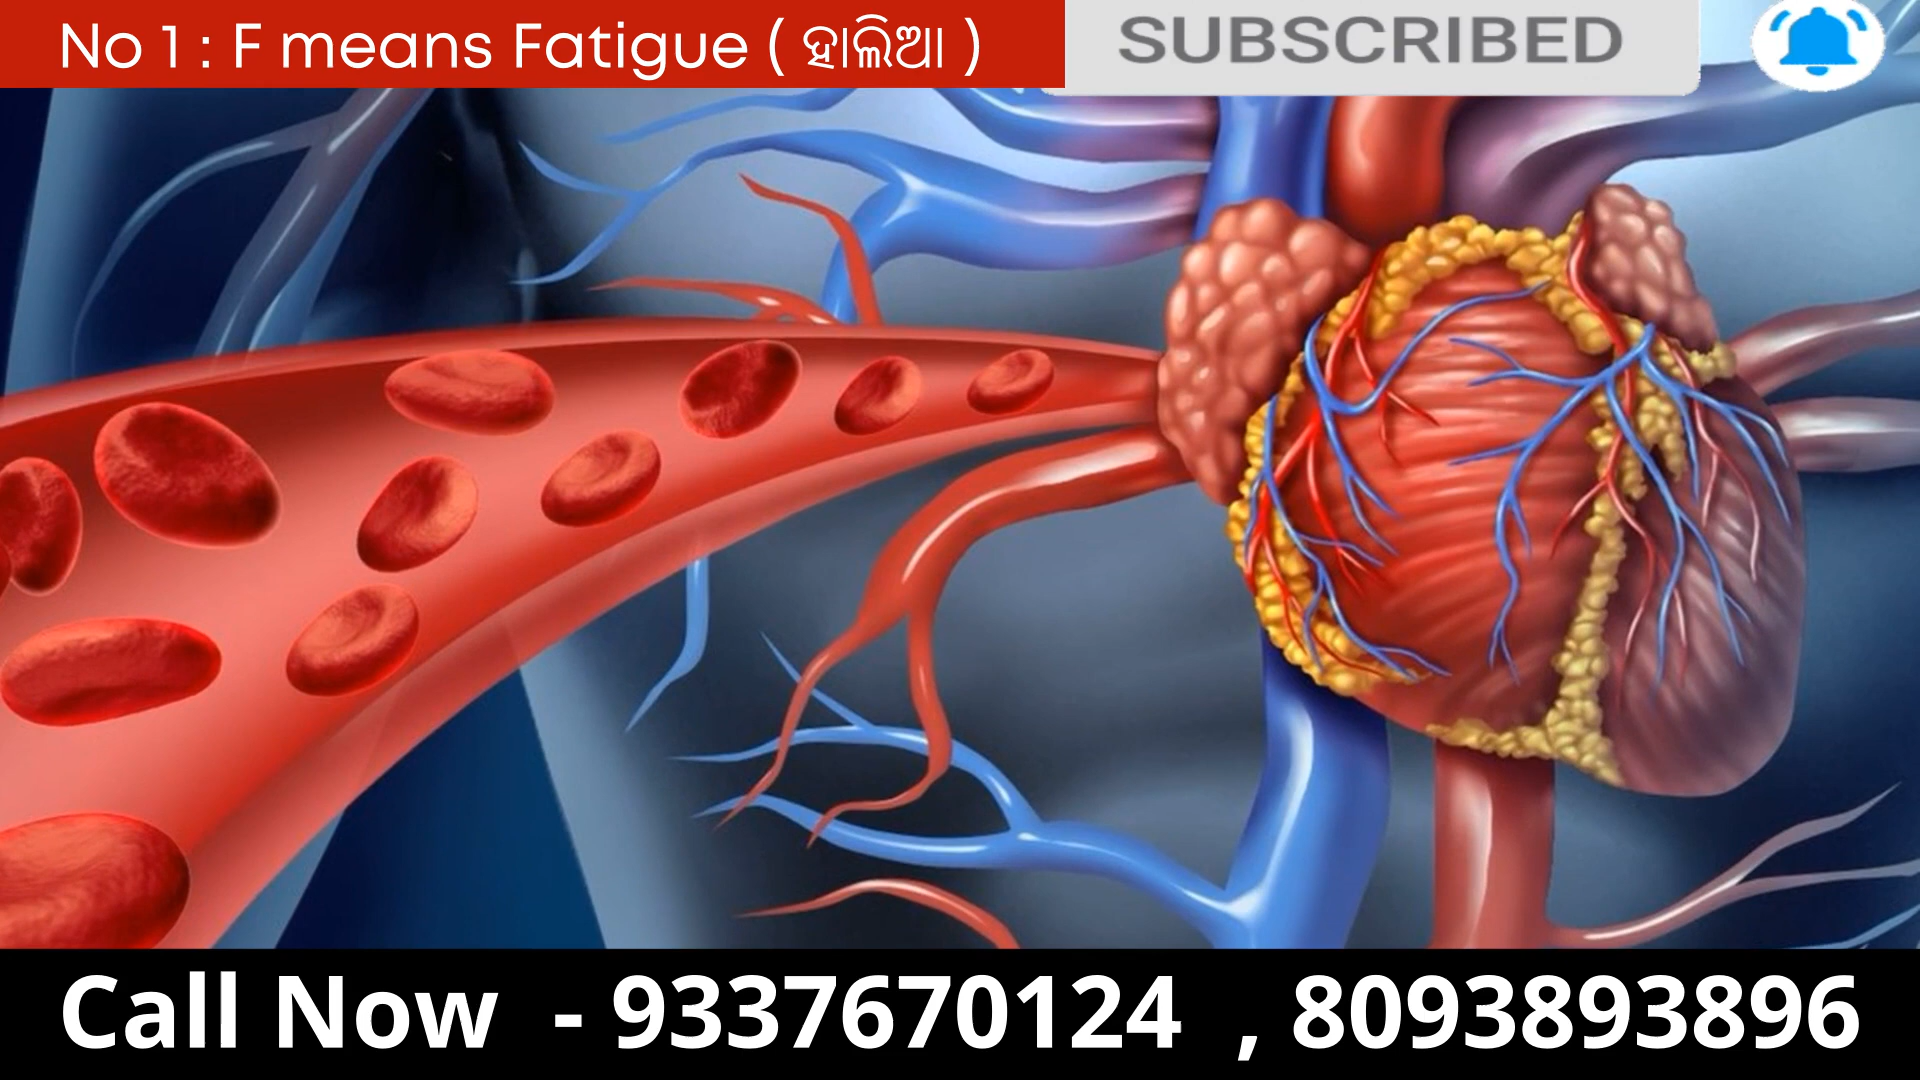 No 1 : F means Fatigue ( ହାଲିଆ )
SUBSCRIBED
Call Now - 9337670124 , 8093893896